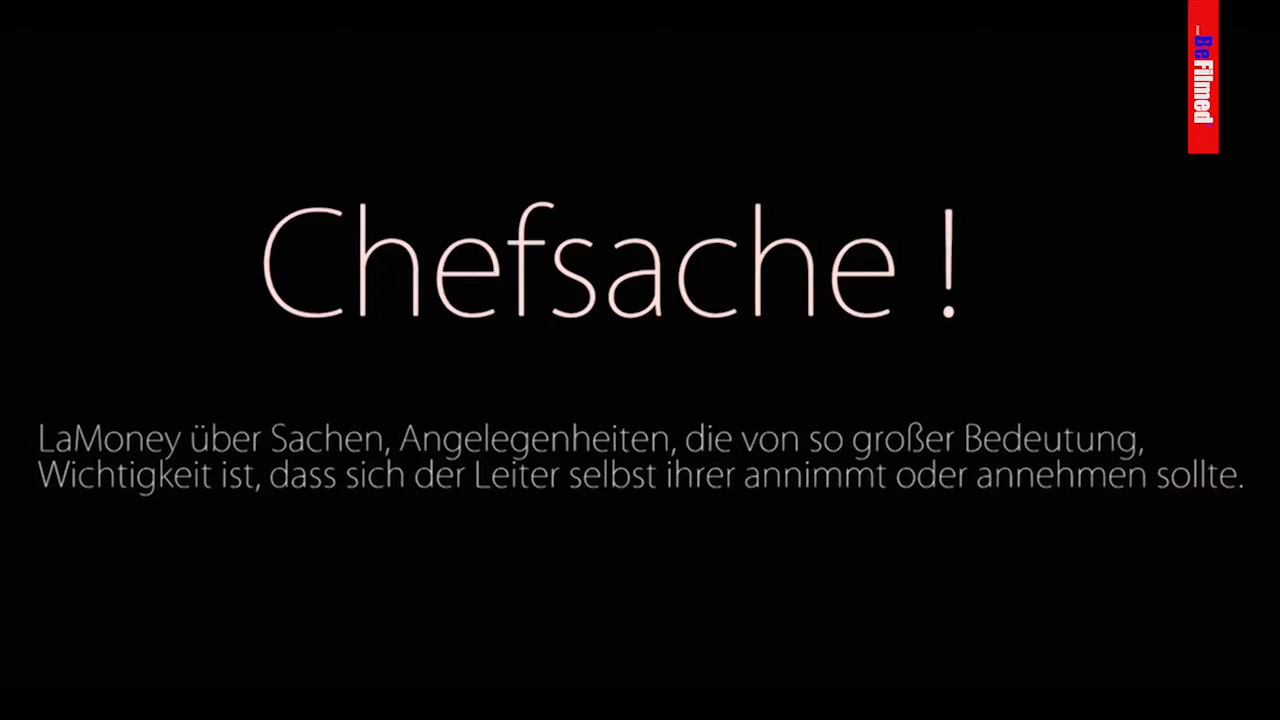 BeFilmed
Chefsache !
LaMoney über Sachen, Angelegenheiten, die von so großer Bedeutung,
Wichtigkeit ist, dass sich der Leiter selbst ihrer annimmt oder annehmen sollte.